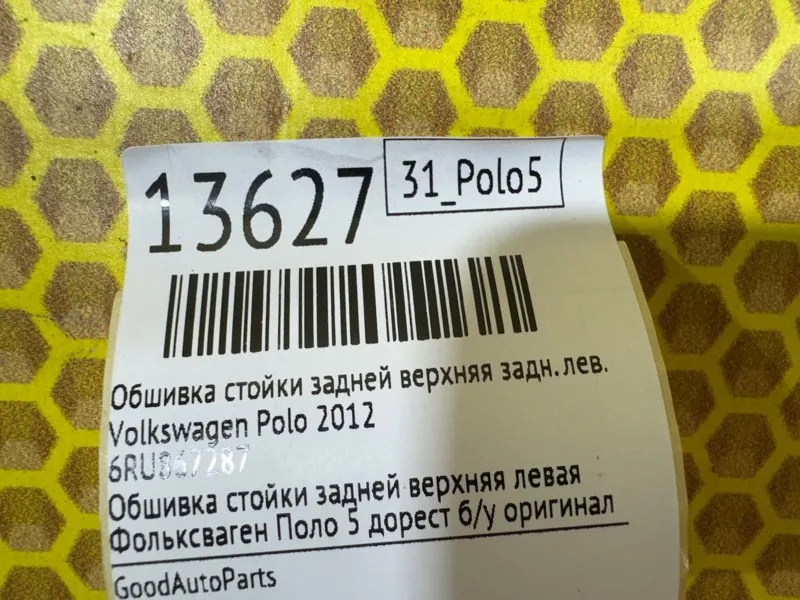 13627
31_Polo5
Обшивка стойки задней верхняя задн.лев.
Volkswagen Polo 2012
6RU867287
Обшивка стойки задней верхняя левая
Фольксваген Поло 5 дорест б/у оригинал
GoodAutoParts